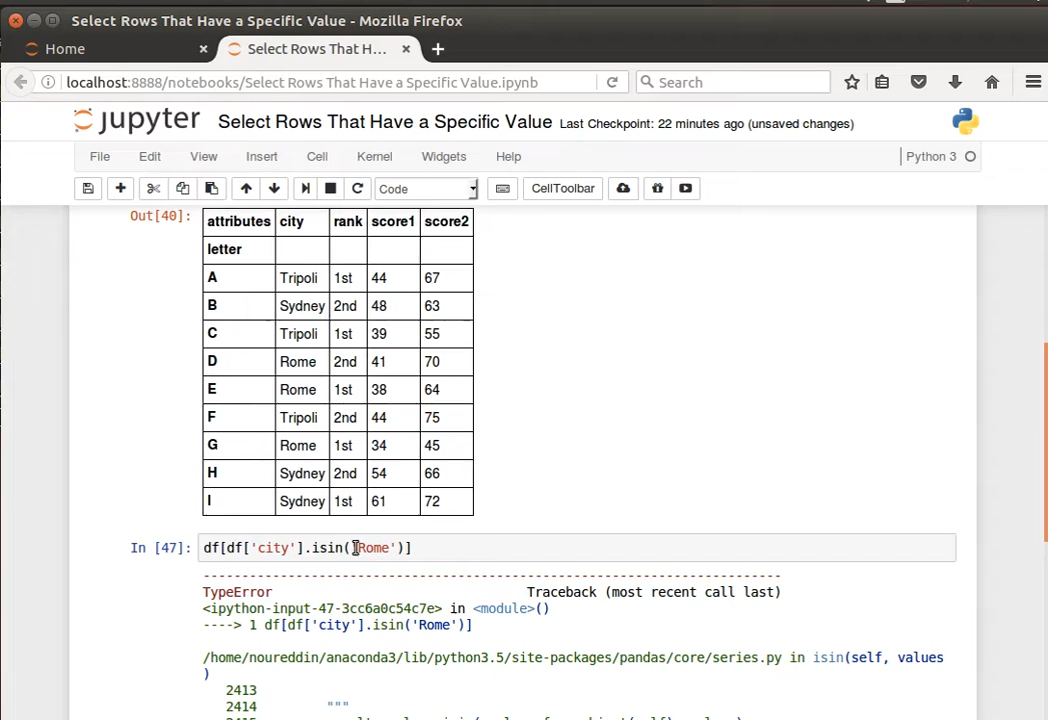 Select Rows That Have a Specific Value - Mozilla Firefox
Home × Select Rows That H... × +
localhost:8888/notebooks/Select Rows That Have a Specific Value.ipynb Search
jupyter Select Rows That Have a Specific Value Last Checkpoint: 22 minutes ago (unsaved changes)
File Edit View Insert Cell Kernel Widgets Help Python 3
Code CellToolbar
Out[40]: attributes city rank score1 score2
letter
A Tripoli 1st 44 67
B Sydney 2nd 48 63
C Tripoli 1st 39 55
D Rome 2nd 41 70
E Rome 1st 38 64
F Tripoli 2nd 44 75
G Rome 1st 34 45
H Sydney 2nd 54 66
I Sydney 1st 61 72
In [47]: df[df['city'].isin('Rome')]
---------------------------------------------------------------------------
TypeError Traceback (most recent call last)
<ipython-input-47-3cc6a0c54c7e> in <module>()
----> 1 df[df['city'].isin('Rome')]
/home/noureddin/anaconda3/lib/python3.5/site-packages/pandas/core/series.py in isin(self, values
)
2413
2414 """